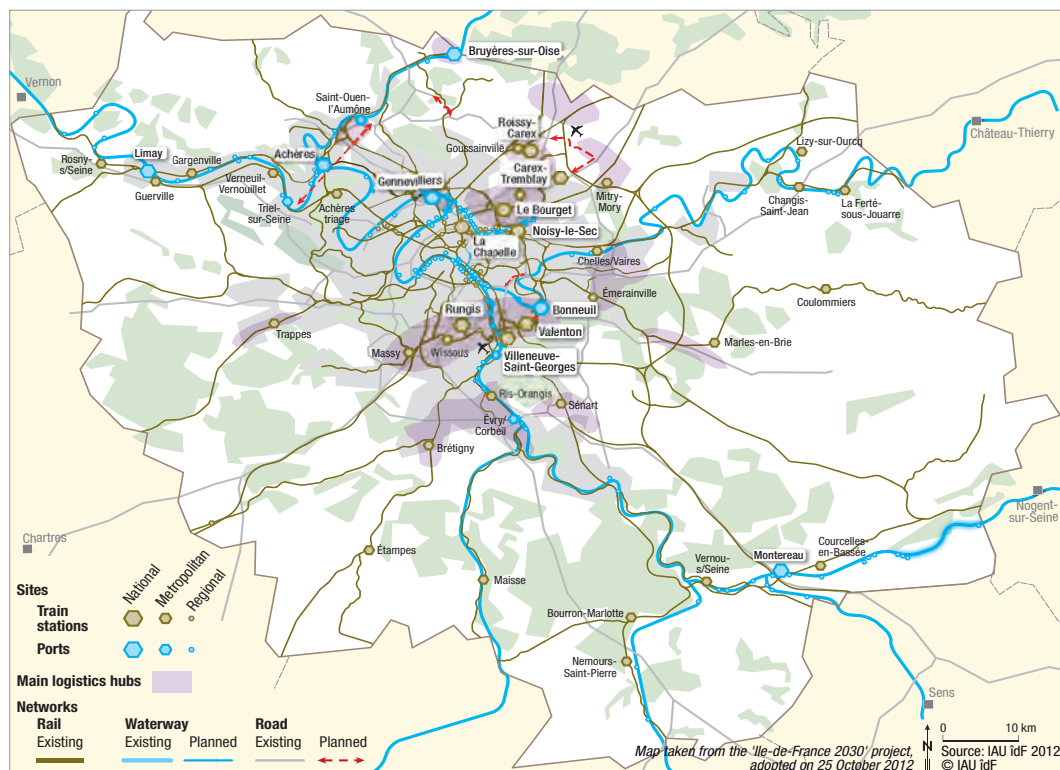 Bruyères-sur-Oise
Vernon
Saint-Ouen-
l'Aumône
Roissy-
Carex
Château-Thierry
Goussainville
Lizy-sur-Ourcq
Achères
Limay
Gargenville
Rosny-
s/Seine
Carex-
Tremblay
Verneuil-
Vernouillet
Gennevilliers
Guerville
Mitry-
Mory
Changis-
Saint-Jean
La Ferté-
sous-Jouarre
Triel-
sur-Seine
Achères
triage
Le Bourget
Noisy-le-Sec
La
Chapelle
Chelles/Vaires
Émerainville
Coulommiers
Rungis
Bonneuil
Trappes
Valenton
Marles-en-Brie
Massy
Wissous
Villeneuve-
Saint-Georges
Ris-Orangis
Sénart
Évry/
Corbeil
Brétigny
Nogent-
sur-Seine
Chartres
Étampes
Courcelles-
en-Bassée
Vernou-
s/Seine
Montereau
Maisse
Bourron-Marlotte
Nemours-
Saint-Pierre
Sens
Sites
National
Metropolitan
Regional
Train
stations
Ports
Main logistics hubs
Networks
Rail Waterway Road
Existing Existing Planned Existing Planned
Map taken from the 'Ile-de-France 2030' project,
adopted on 25 October 2012
N
0 10 km
Source: IAU îdF 2012
© IAU îdF